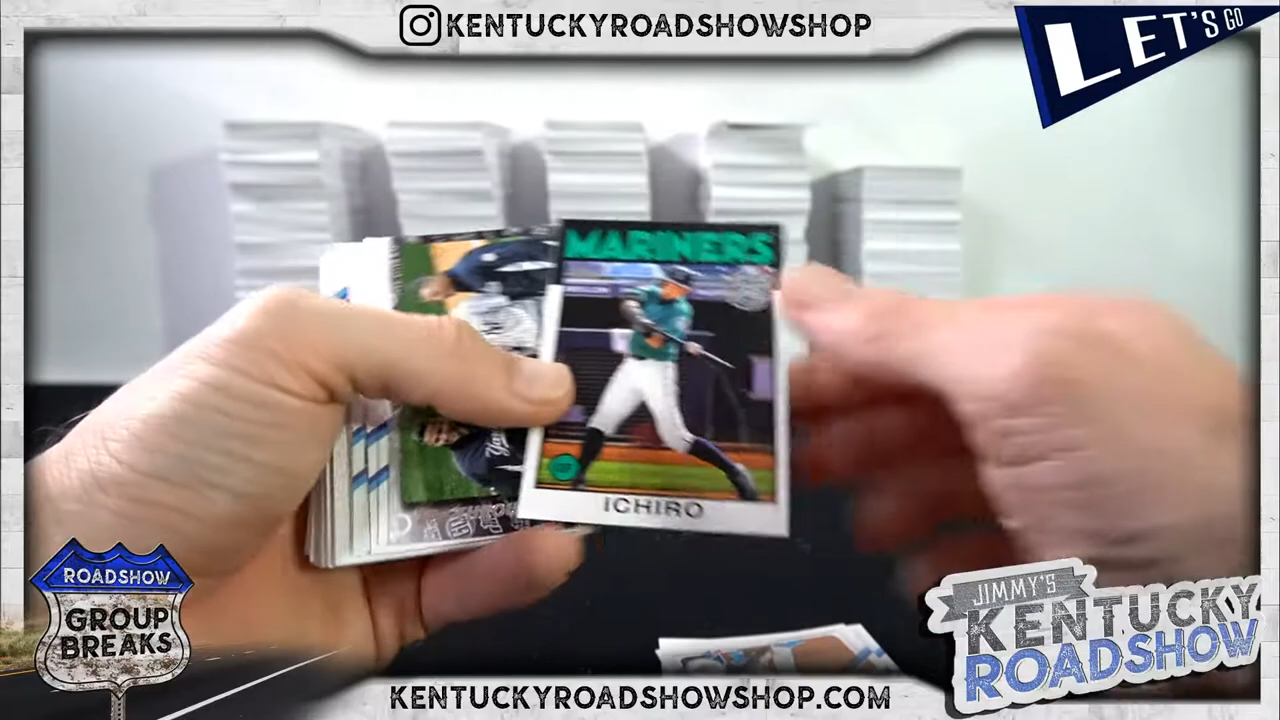 KENTUCKYROADSHOWSHOP
LET'S GO
MARINERS
ICHIRO
ROADSHOW
GROUP
BREAKS
JIMMY'S
KENTUCKY
ROADSHOW
KENTUCKYROADSHOWSHOP.COM